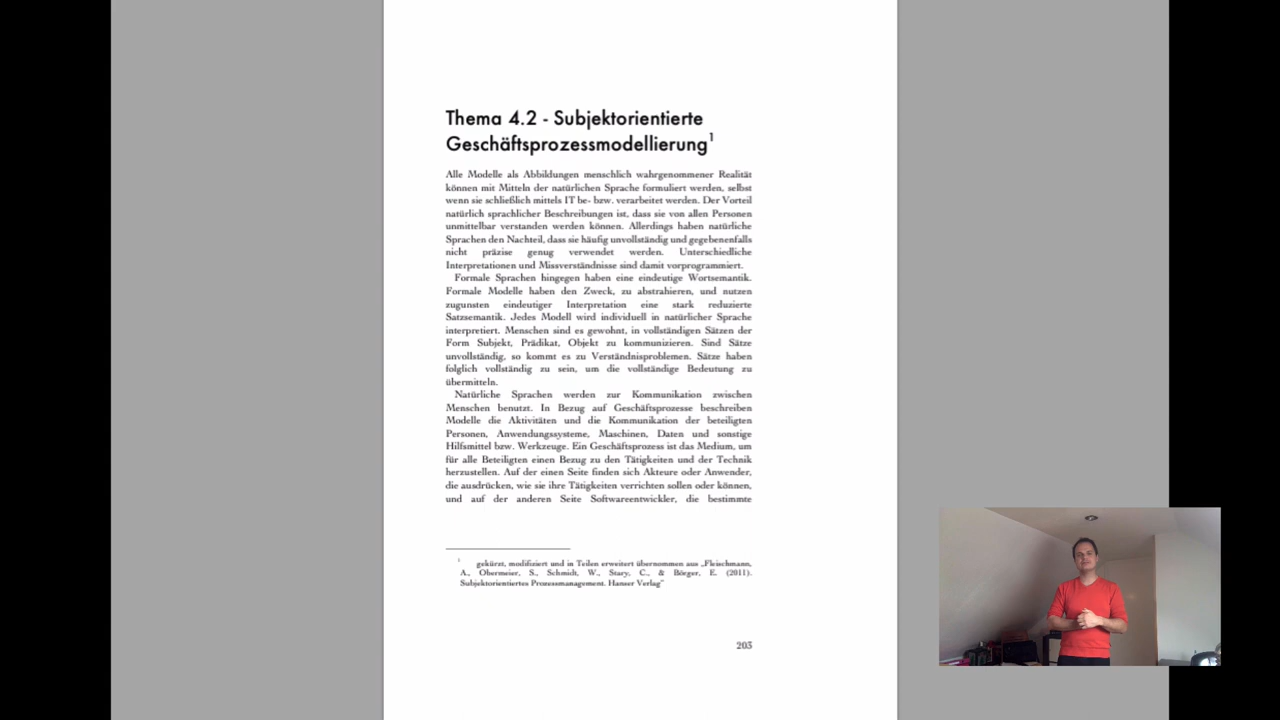 Thema 4.2 - Subjektorientierte
Geschäftsprozessmodellierung1
Alle Modelle als Abbildungen menschlich wahrgenommener Realität
können mit Mitteln der natürlichen Sprache formuliert werden, selbst
wenn sie schließlich mittels IT be- bzw. verarbeitet werden. Der Vorteil
natürlich sprachlicher Beschreibungen ist, dass sie von allen Personen
unmittelbar verstanden werden können. Allerdings haben natürliche
Sprachen den Nachteil, dass sie häufig unvollständig und gegebenenfalls
nicht präzise genug verwendet werden. Unterschiedliche
Interpretationen und Missverständnisse sind damit vorprogrammiert.
Formale Sprachen hingegen haben eine eindeutige Wortsemantik.
Formale Modelle haben den Zweck, zu abstrahieren, und nutzen
zugunsten eindeutiger Interpretation eine stark reduzierte
Satzsemantik. Jedes Modell wird individuell in natürlicher Sprache
interpretiert. Menschen sind es gewohnt, in vollständigen Sätzen der
Form Subjekt, Prädikat, Objekt zu kommunizieren. Sind Sätze
unvollständig, so kommt es zu Verständnisproblemen. Sätze haben
folglich vollständig zu sein, um die vollständige Bedeutung zu
übermitteln.
Natürliche Sprachen werden zur Kommunikation zwischen
Menschen benutzt. In Bezug auf Geschäftsprozesse beschreiben
Modelle die Aktivitäten und die Kommunikation der beteiligten
Personen, Anwendungssysteme, Maschinen, Daten und sonstige
Hilfsmittel bzw. Werkzeuge. Ein Geschäftsprozess ist das Medium, um
für alle Beteiligten einen Bezug zu den Tätigkeiten und der Technik
herzustellen. Auf der einen Seite finden sich Akteure oder Anwender,
die ausdrücken, wie sie ihre Tätigkeiten verrichten sollen oder können,
und auf der anderen Seite Softwareentwickler, die bestimmte
1 gekürzt, modifiziert und in Teilen erweitert übernommen aus „Fleischmann,
A., Obermeier, S., Schmidt, W., Stary, C., & Börger, E. (2011).
Subjektorientiertes Prozessmanagement. Hanser Verlag"
203